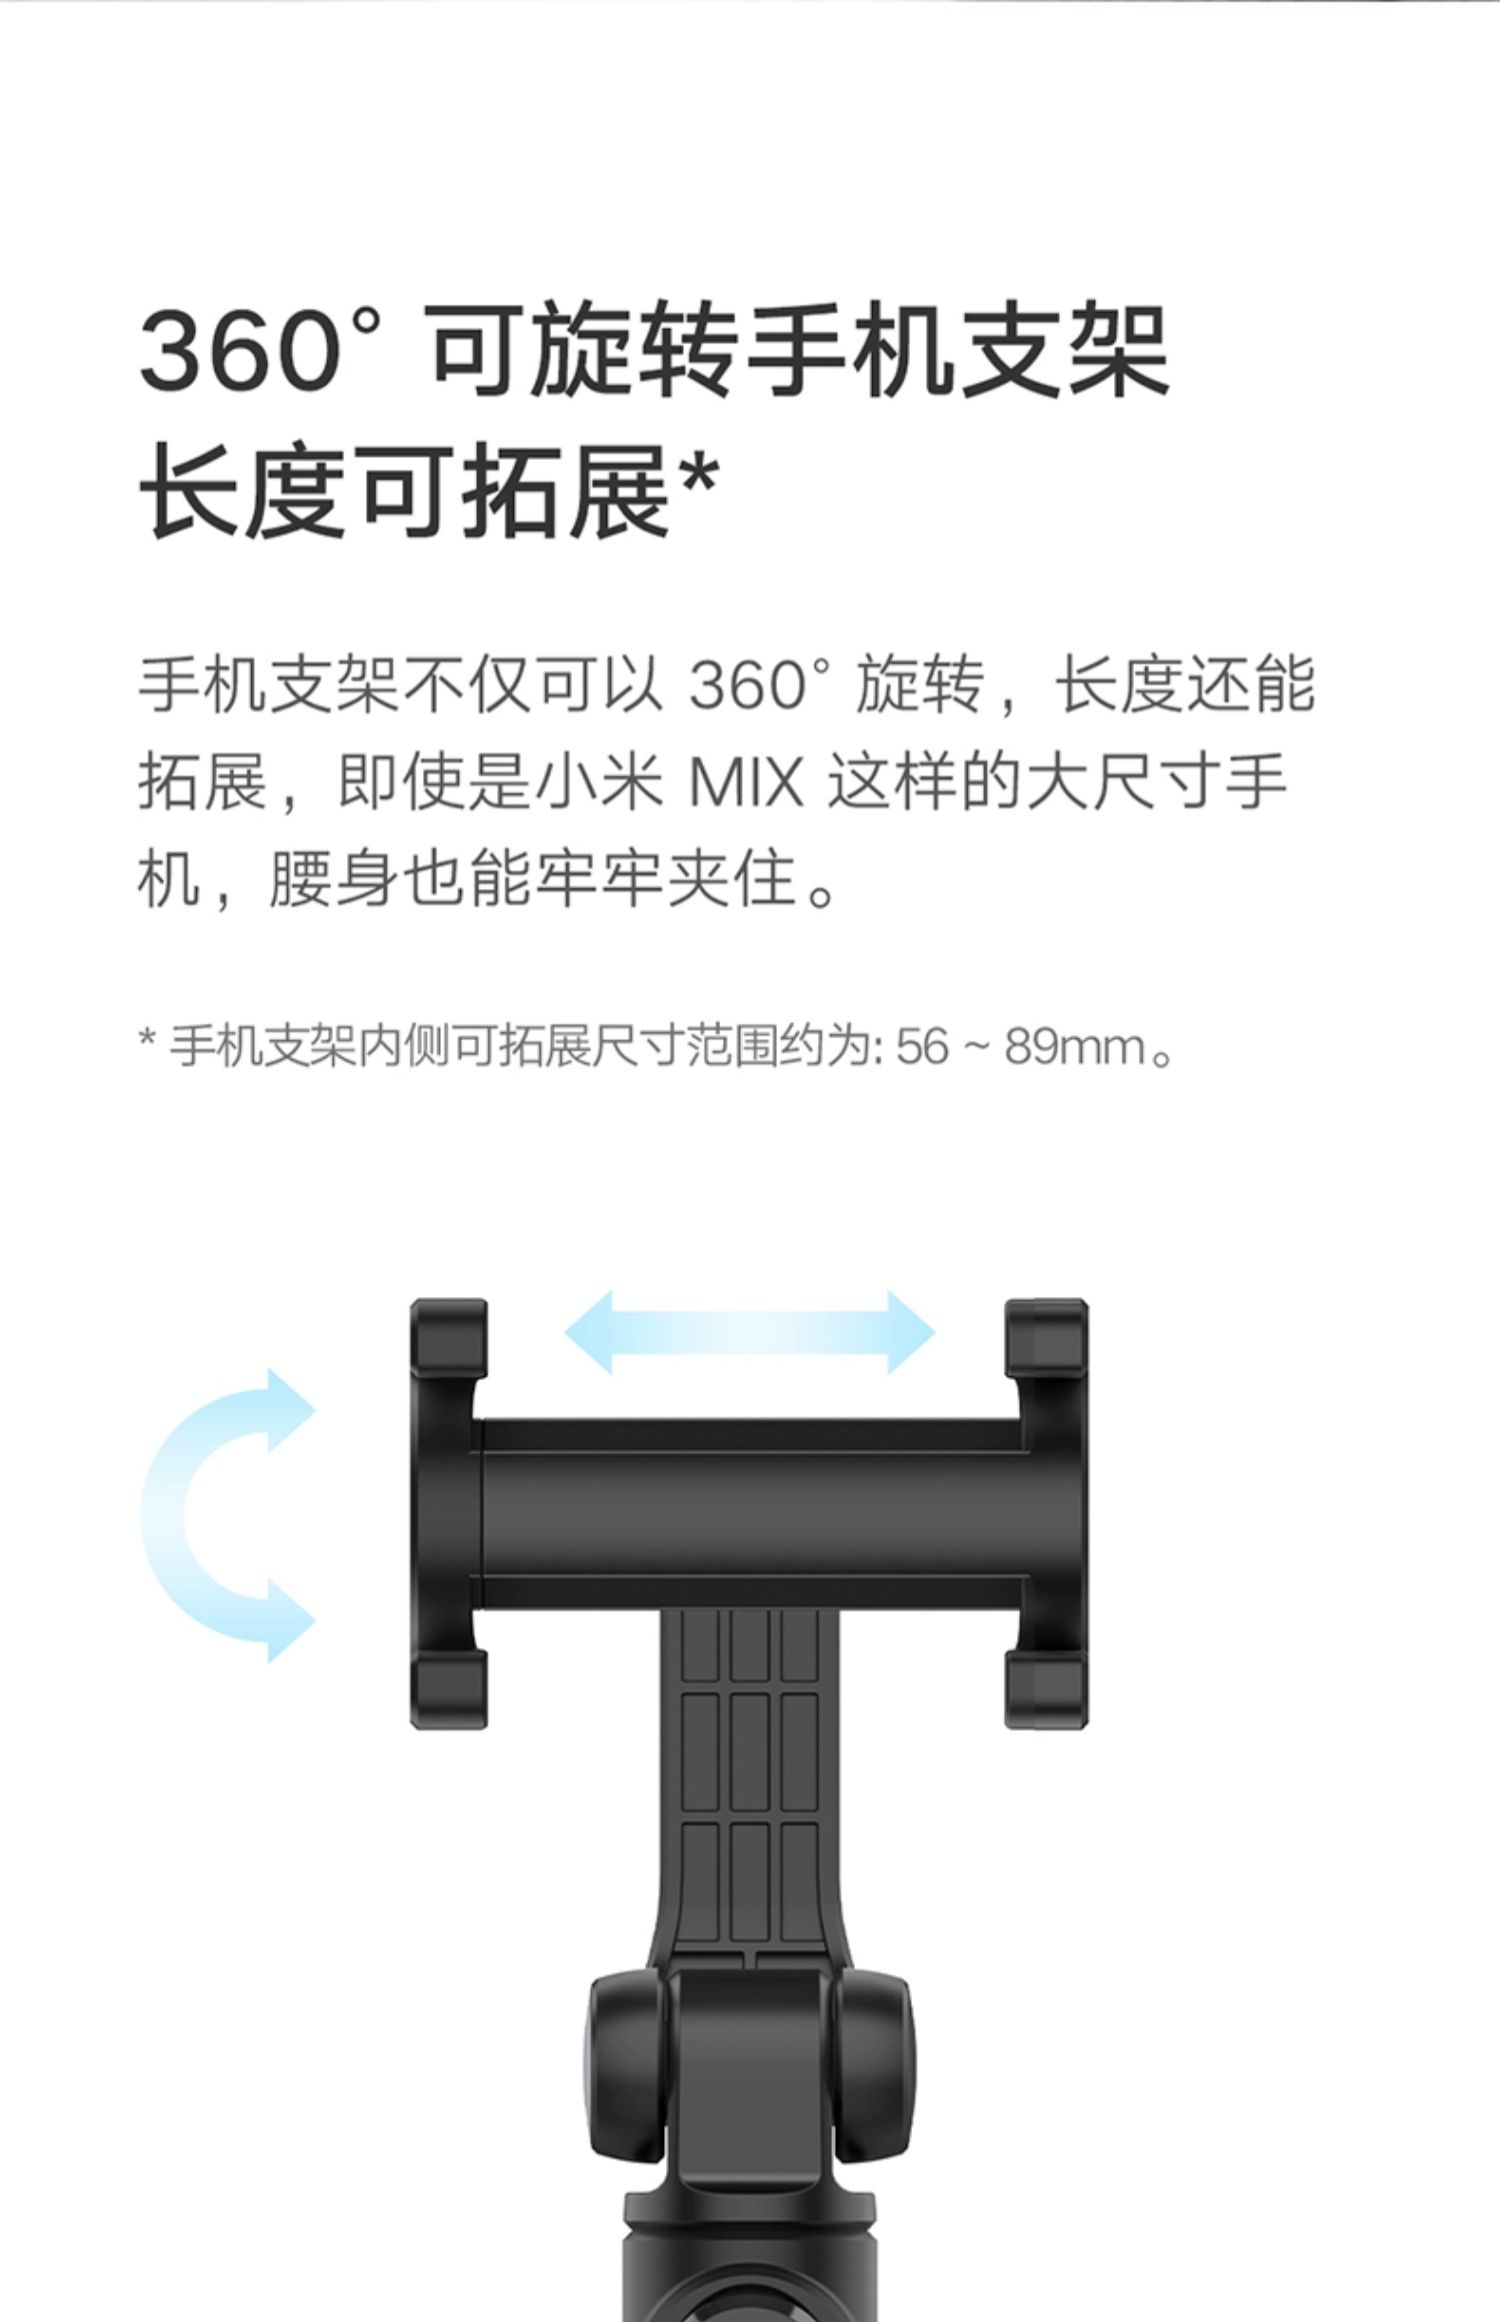 360° 可旋转手机支架
长度可拓展*
手机支架不仅可以 360° 旋转，长度还能
拓展，即使是小米 MIX 这样的大尺寸手
机，腰身也能牢牢夹住。
* 手机支架内侧可拓展尺寸范围约为: 56 ~ 89mm。